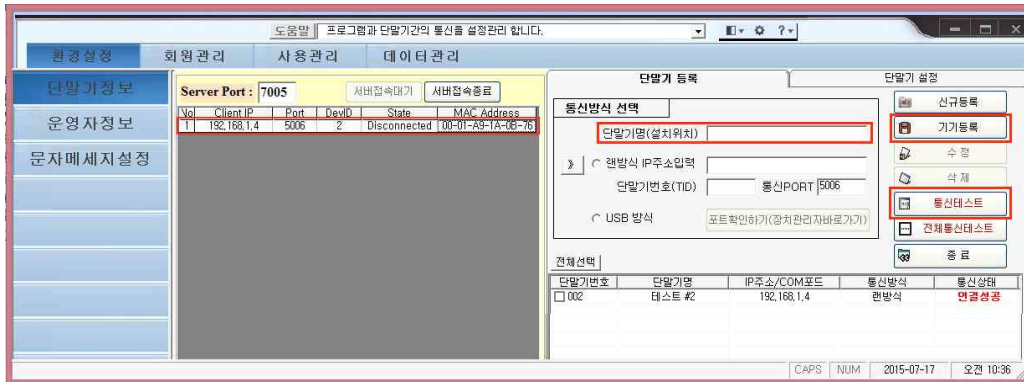 도움말 프로그램과 단말기간의 통신을 설정관리 합니다.
환경설정 회원관리 사용관리 데이터관리
단말기정보
운영자정보
문자메세지설정
Server Port : 7005 서버접속대기 서버접속종료
No Client IP Port DevID State MAC Address
1 192,168,1,4 5006 2 Disconnected 00-01-A9-1A-0B-76
단말기 등록 단말기 설정
통신방식 선택
단말기명(설치위치)
》 랜방식 IP주소입력
단말기번호(TID) 통신PORT 5006
USB 방식 포트확인하기(장치관리자바로가기)
신규등록
기기등록
수 정
삭 제
통신테스트
전체통신테스트
종 료
전체선택
단말기번호 단말기명 IP주소/COM포드 통신방식 통신상태
002 테스트 #2 192,168,1,4 랜방식 연결성공
CAPS NUM 2015-07-17 오전 10:36